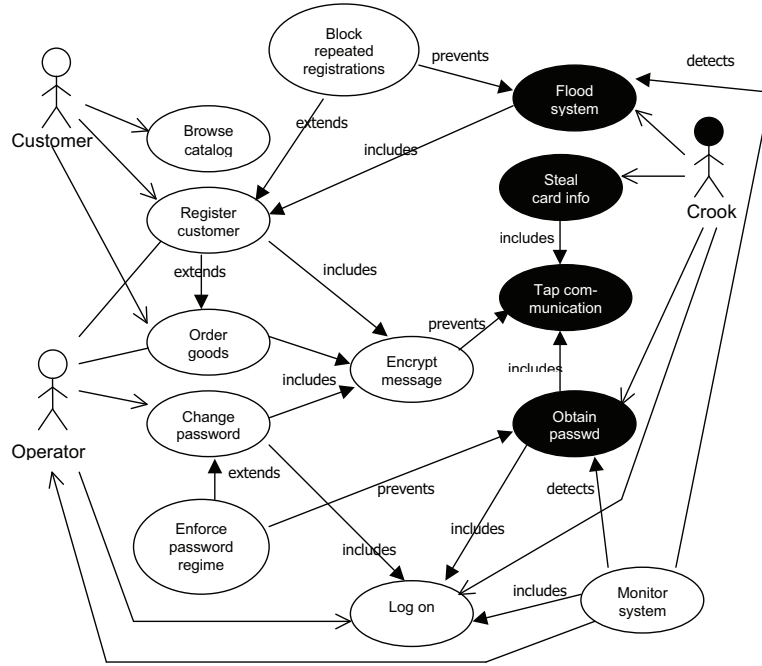 Block
repeated
registrations
prevents
detects
Flood
system
Customer
Browse
catalog
extends
includes
Steal
card info
Crook
Register
customer
includes
extends
includes
Tap com-
munication
prevents
Order
goods
Encrypt
message
includes
includes
Change
password
Obtain
passwd
Operator
extends
prevents
detects
Enforce
password
regime
includes
includes
includes
Log on
Monitor
system